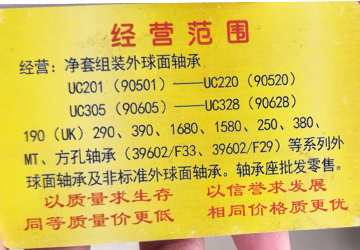 经营范围
经营：净套组装外球面轴承
UC201（90501）——UC220（90520）
UC305（90605）——UC328（90628）
190（UK）290、390、1680、1580、250、380、
MT、方孔轴承（39602/F33、39602/F29）等系列外
球面轴承及非标准外球面轴承。轴承座批发零售。
以质量求生存 以信誉求发展
同等质量价更低 相同价格质更优